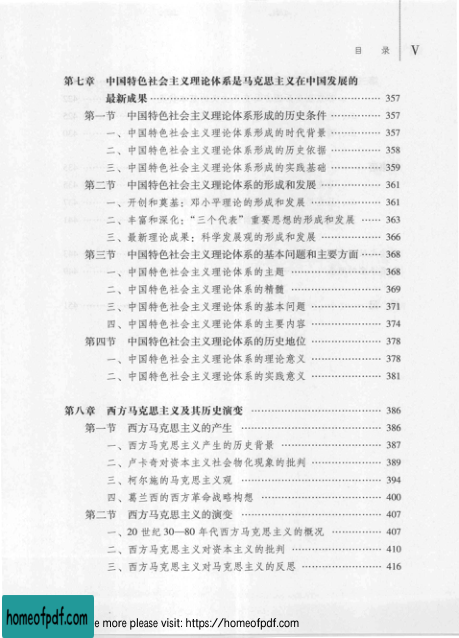 目 录 V
第七章 中国特色社会主义理论体系是马克思主义在中国发展的
最新成果 …………………………………………… 357
第一节 中国特色社会主义理论体系形成的历史条件 ………… 357
一、中国特色社会主义理论体系形成的时代背景 ………… 357
二、中国特色社会主义理论体系形成的历史依据 ………… 358
三、中国特色社会主义理论体系形成的实践基础 ………… 359
第二节 中国特色社会主义理论体系的形成和发展 ………… 361
一、开创和奠基：邓小平理论的形成和发展 ………… 361
二、丰富和深化：“三个代表”重要思想的形成和发展 …… 363
三、最新理论成果：科学发展观的形成和发展 ………… 366
第三节 中国特色社会主义理论体系的基本问题和主要方面 …… 368
一、中国特色社会主义理论体系的主题 ………… 368
二、中国特色社会主义理论体系的精髓 ………… 369
三、中国特色社会主义理论体系的基本问题 ………… 371
四、中国特色社会主义理论体系的主要内容 ………… 374
第四节 中国特色社会主义理论体系的历史地位 ………… 378
一、中国特色社会主义理论体系的理论意义 ………… 378
二、中国特色社会主义理论体系的实践意义 ………… 381
第八章 西方马克思主义及其历史演变 ………………… 386
第一节 西方马克思主义的产生 ………………… 386
一、西方马克思主义产生的历史背景 ………………… 387
二、卢卡奇对资本主义社会物化现象的批判 ………… 389
三、柯尔施的马克思主义观 ………………… 394
四、葛兰西的西方革命战略构想 ………………… 400
第二节 西方马克思主义的演变 ………………… 407
一、20 世纪 30—80 年代西方马克思主义的概况 ………… 407
二、西方马克思主义对资本主义的批判 ………… 410
三、西方马克思主义对马克思主义的反思 ………… 416
homeofpdf.com
e more please visit: https://homeofpdf.com